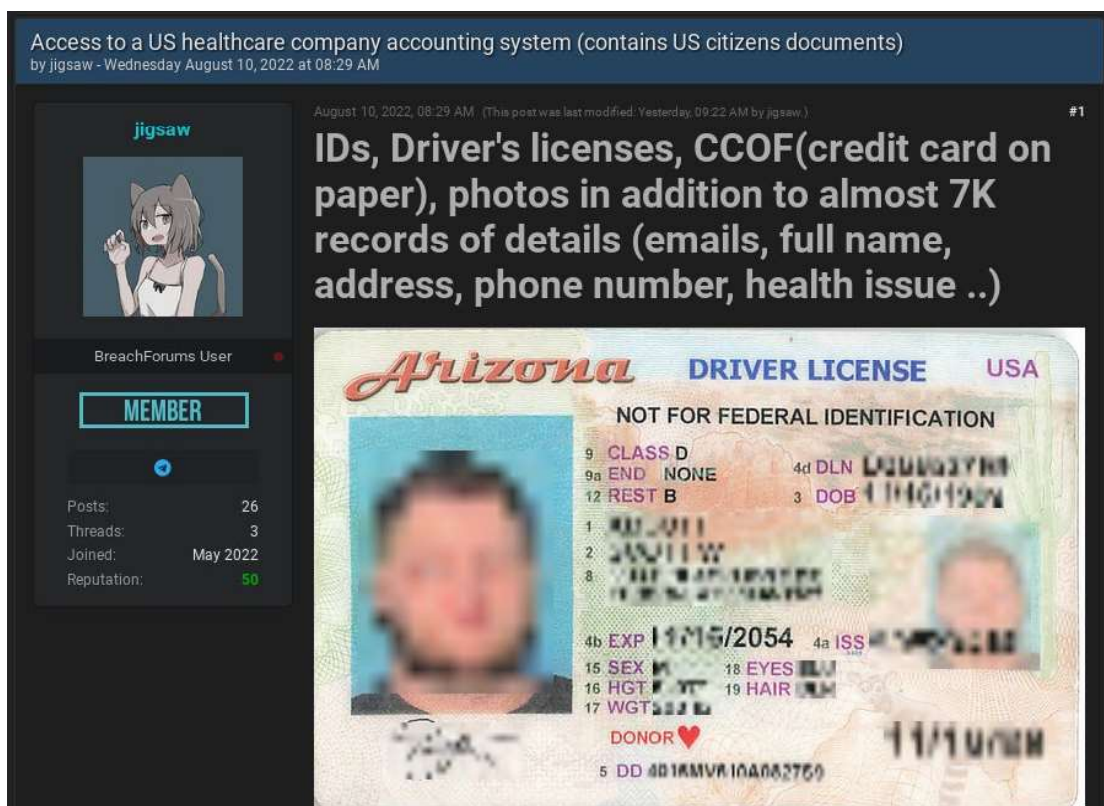 Access to a US healthcare company accounting system (contains US citizens documents)
by jigsaw - Wednesday August 10, 2022 at 08:29 AM
jigsaw
BreachForums User
MEMBER
Posts: 26
Threads: 3
Joined: May 2022
Reputation: 50
August 10, 2022, 08:29 AM (This post was last modified: Yesterday, 09:22 AM by jigsaw.)
#1
IDs, Driver's licenses, CCOF(credit card on
paper), photos in addition to almost 7K
records of details (emails, full name,
address, phone number, health issue ..)
Arizona DRIVER LICENSE USA
NOT FOR FEDERAL IDENTIFICATION
9 CLASS D
9a END NONE 4d DLN
12 REST B 3 DOB
1
2
8
4b EXP /2054 4a ISS
15 SEX 18 EYES
16 HGT 19 HAIR
17 WGT
DONOR
5 DD